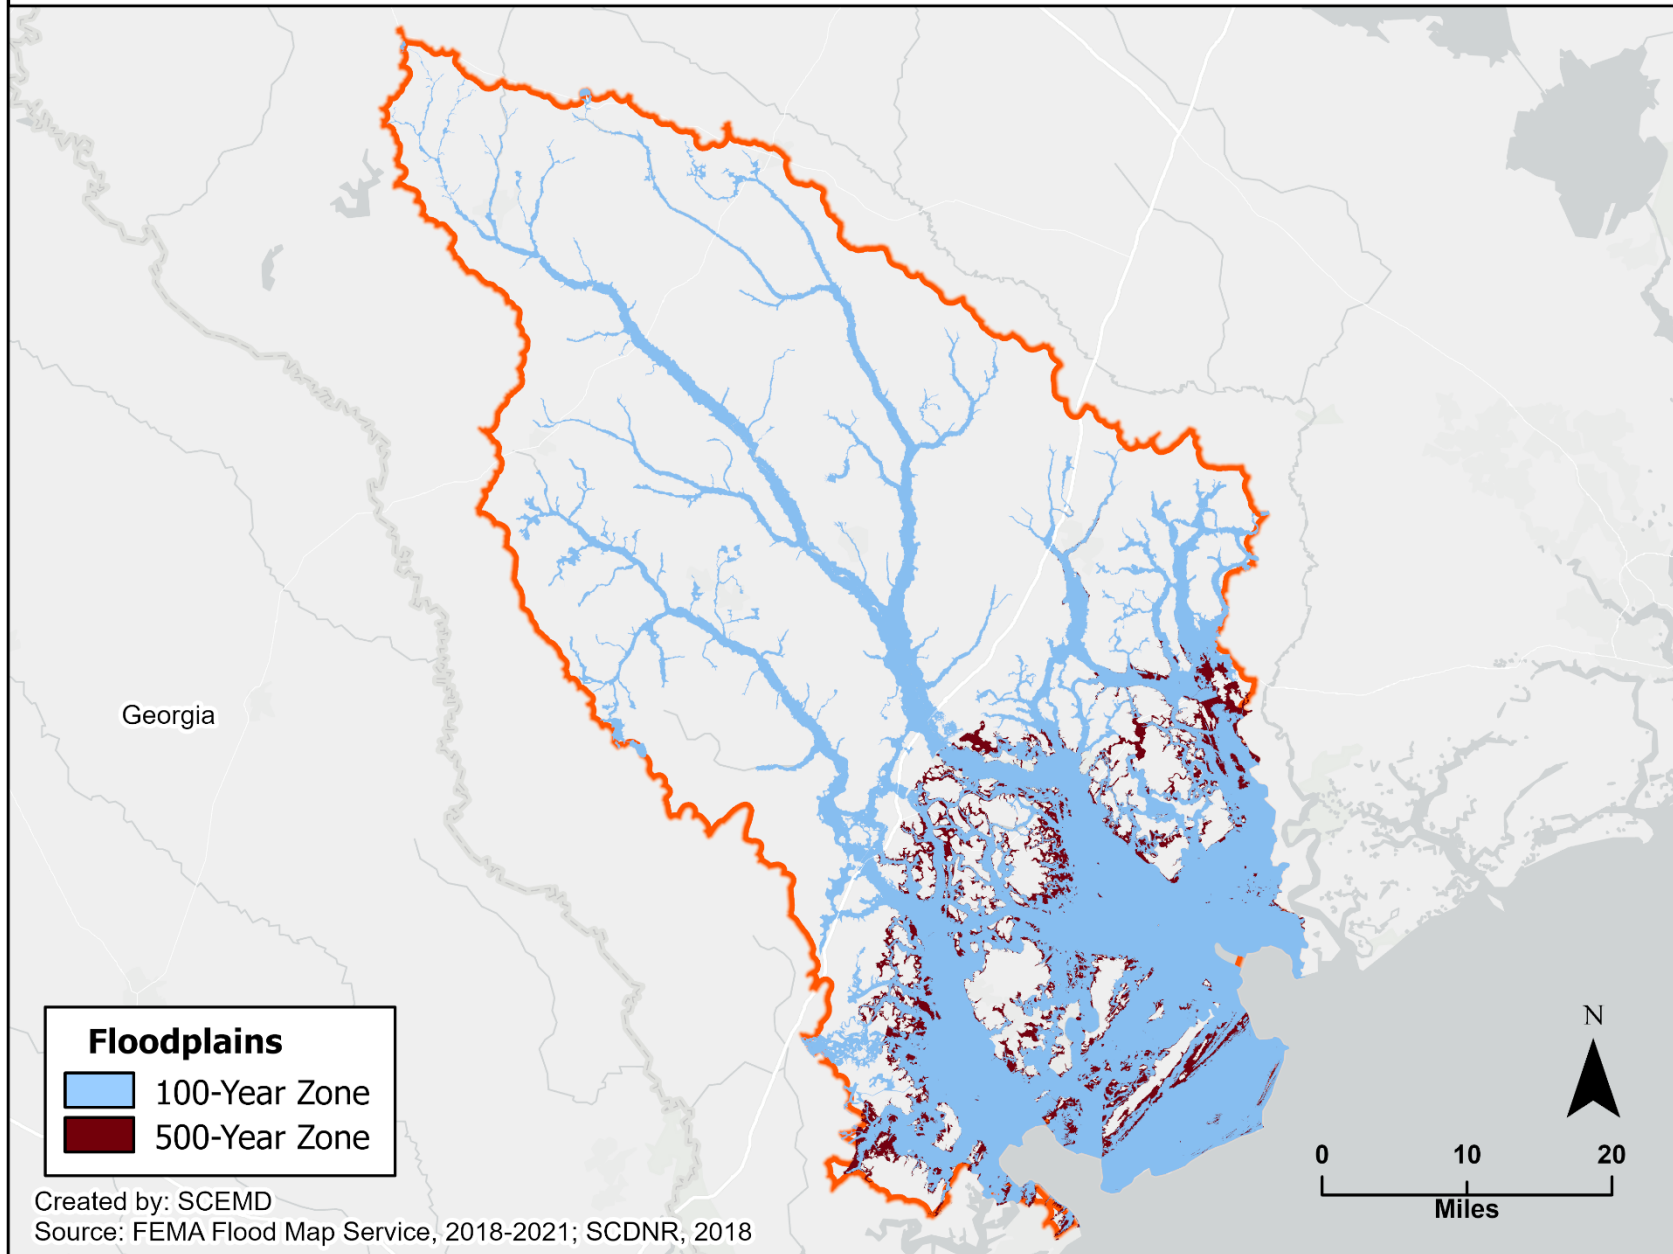 Georgia
Floodplains
100-Year Zone
500-Year Zone
Created by: SCEMD
Source: FEMA Flood Map Service, 2018-2021; SCDNR, 2018
N
0 10 20
Miles